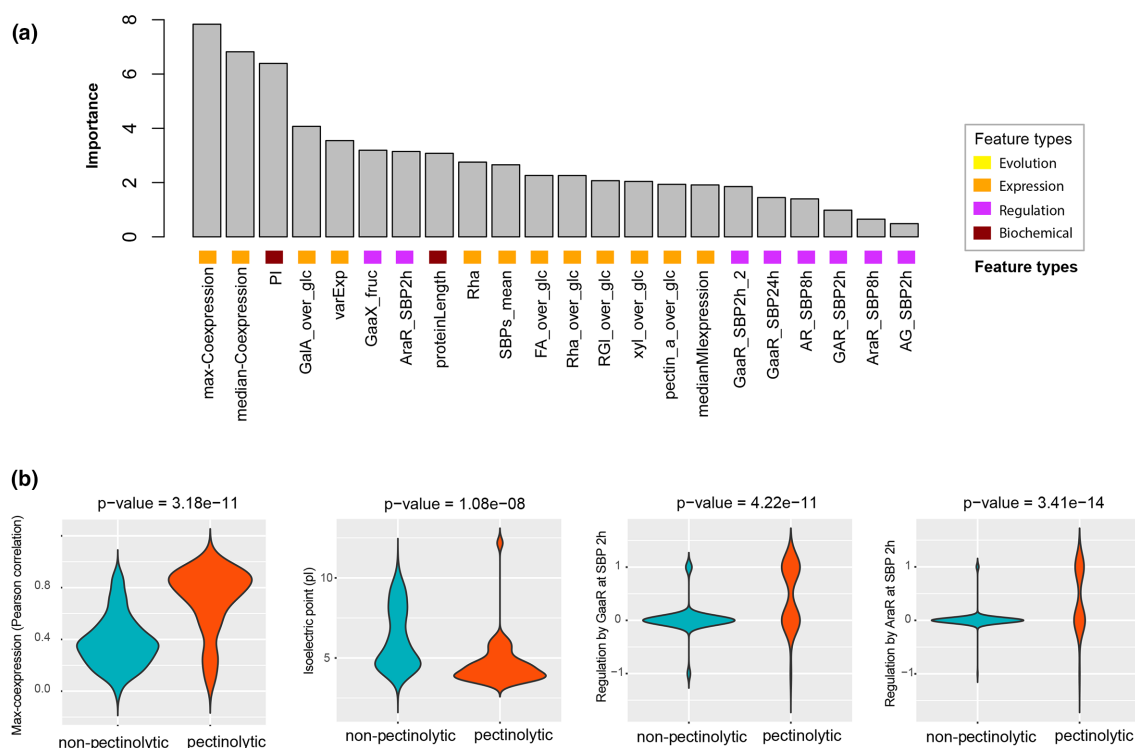 (a)
8
6
4
2
0
Importance
max-Coexpression
median-Coexpression
PI
GalA_over_glc
varExp
GaaX_fruc
AraR_SBP2h
proteinLength
Rha
SBPs_mean
FA_over_glc
Rha_over_glc
RGI_over_glc
xyl_over_glc
pectin_a_over_glc
medianMIexpression
GaaR_SBP2h_2
GaaR_SBP24h
AR_SBP8h
GAR_SBP2h
AraR_SBP8h
AG_SBP2h
Feature types
Evolution
Expression
Regulation
Biochemical
Feature types
(b)
p-value = 3.18e-11
Max-coexpression (Pearson correlation)
0.8
0.4
0.0
non-pectinolytic
pectinolytic
p-value = 1.08e-08
Isoelectric point (pI)
10
5
non-pectinolytic
pectinolytic
p-value = 4.22e-11
Regulation by GaaR at SBP 2h
1
0
-1
non-pectinolytic
pectinolytic
p-value = 3.41e-14
Regulation by AraR at SBP 2h
1
0
-1
non-pectinolytic
pectinolytic